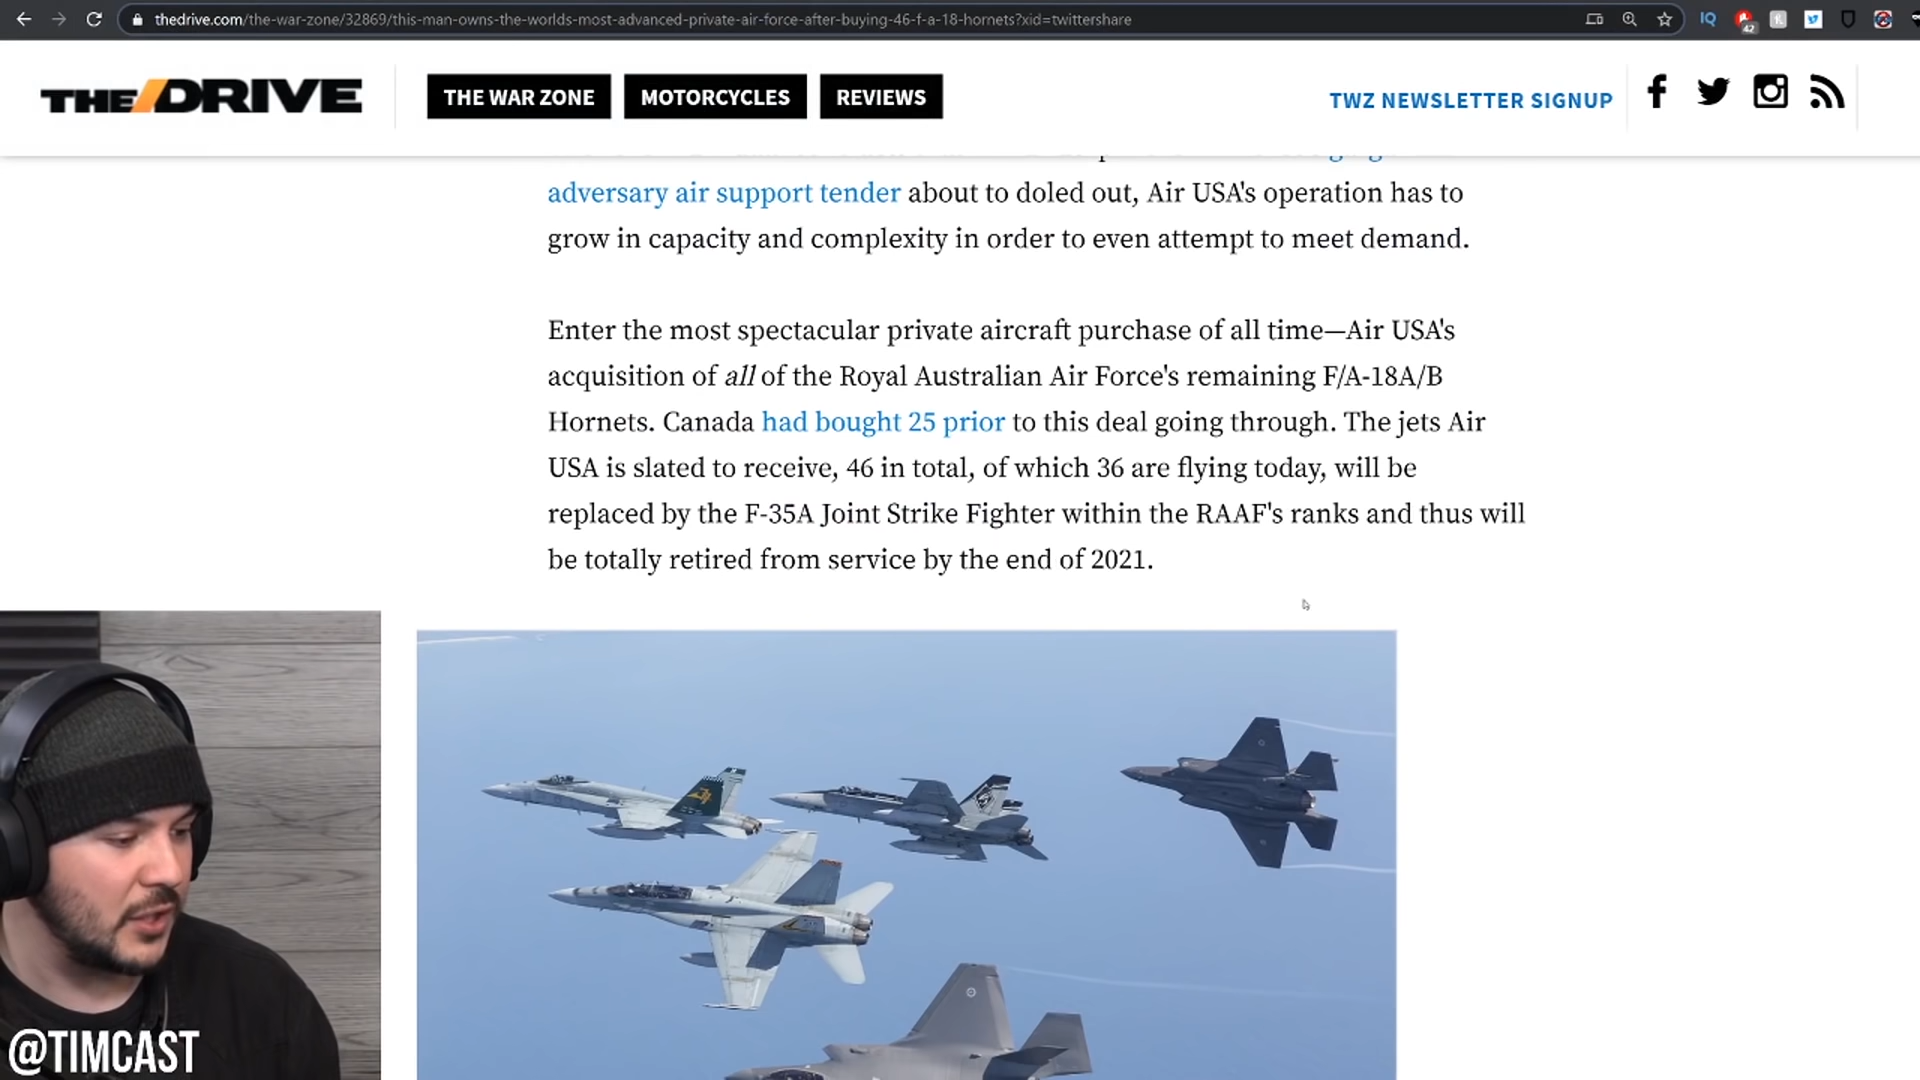 thedrive.com/the-war-zone/32869/this-man-owns-the-worlds-most-advanced-private-air-force-after-buying-46-f-a-18-hornets?xid=twittershare
IQ
42
THE/DRIVE
THE WAR ZONE
MOTORCYCLES
REVIEWS
TWZ NEWSLETTER SIGNUP
adversary air support tender about to doled out, Air USA's operation has to
grow in capacity and complexity in order to even attempt to meet demand.
Enter the most spectacular private aircraft purchase of all time—Air USA's
acquisition of all of the Royal Australian Air Force's remaining F/A-18A/B
Hornets. Canada had bought 25 prior to this deal going through. The jets Air
USA is slated to receive, 46 in total, of which 36 are flying today, will be
replaced by the F-35A Joint Strike Fighter within the RAAF's ranks and thus will
be totally retired from service by the end of 2021.
@TIMCAST